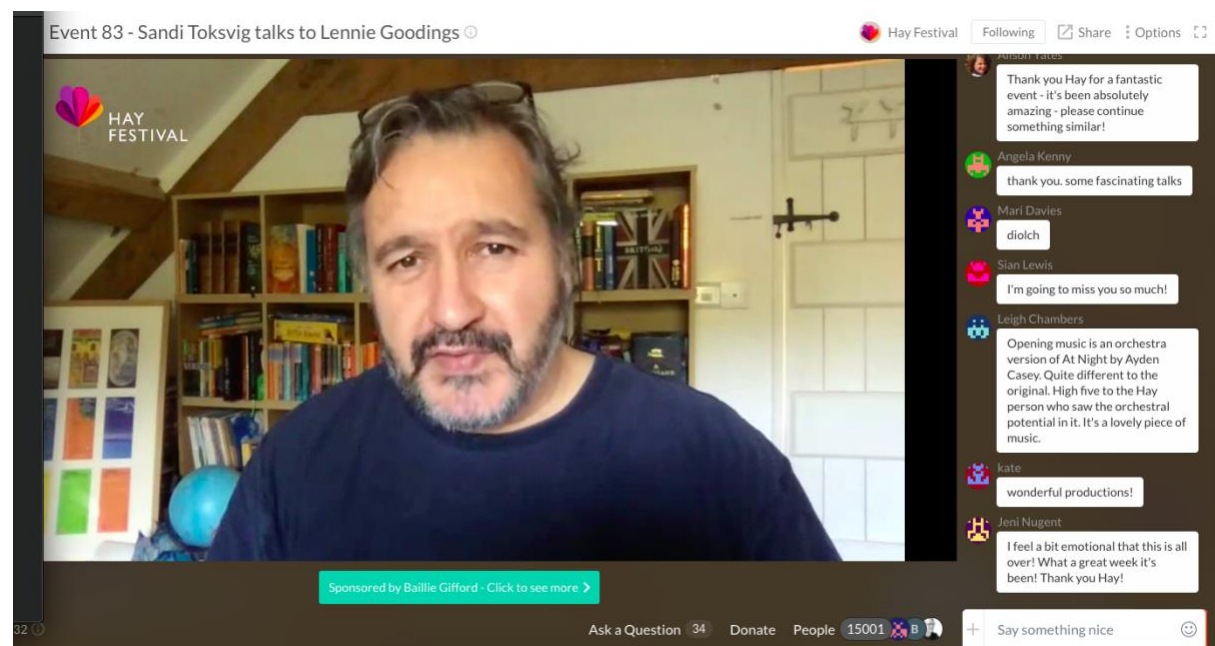 Event 83 - Sandi Toksvig talks to Lennie Goodings
Hay Festival
Following
Share
Options
HAY
FESTIVAL
Alison Yates
Thank you Hay for a fantastic
event - it's been absolutely
amazing - please continue
something similar!
Angela Kenny
thank you. some fascinating talks
Mari Davies
diolch
Sian Lewis
I'm going to miss you so much!
Leigh Chambers
Opening music is an orchestra
version of At Night by Ayden
Casey. Quite different to the
original. High five to the Hay
person who saw the orchestral
potential in it. It's a lovely piece of
music.
kate
wonderful productions!
Jeni Nugent
I feel a bit emotional that this is all
over! What a great week it's
been! Thank you Hay!
Sponsored by Baillie Gifford - Click to see more
32
Ask a Question 34 Donate People 15001 B
Say something nice